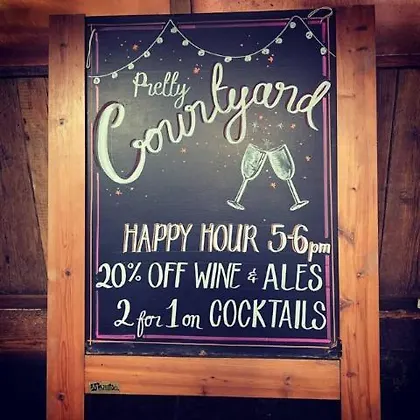 Pretty
Courtyard
HAPPY HOUR 5-6pm
20% OFF WINE & ALES
2 for 1 on COCKTAILS